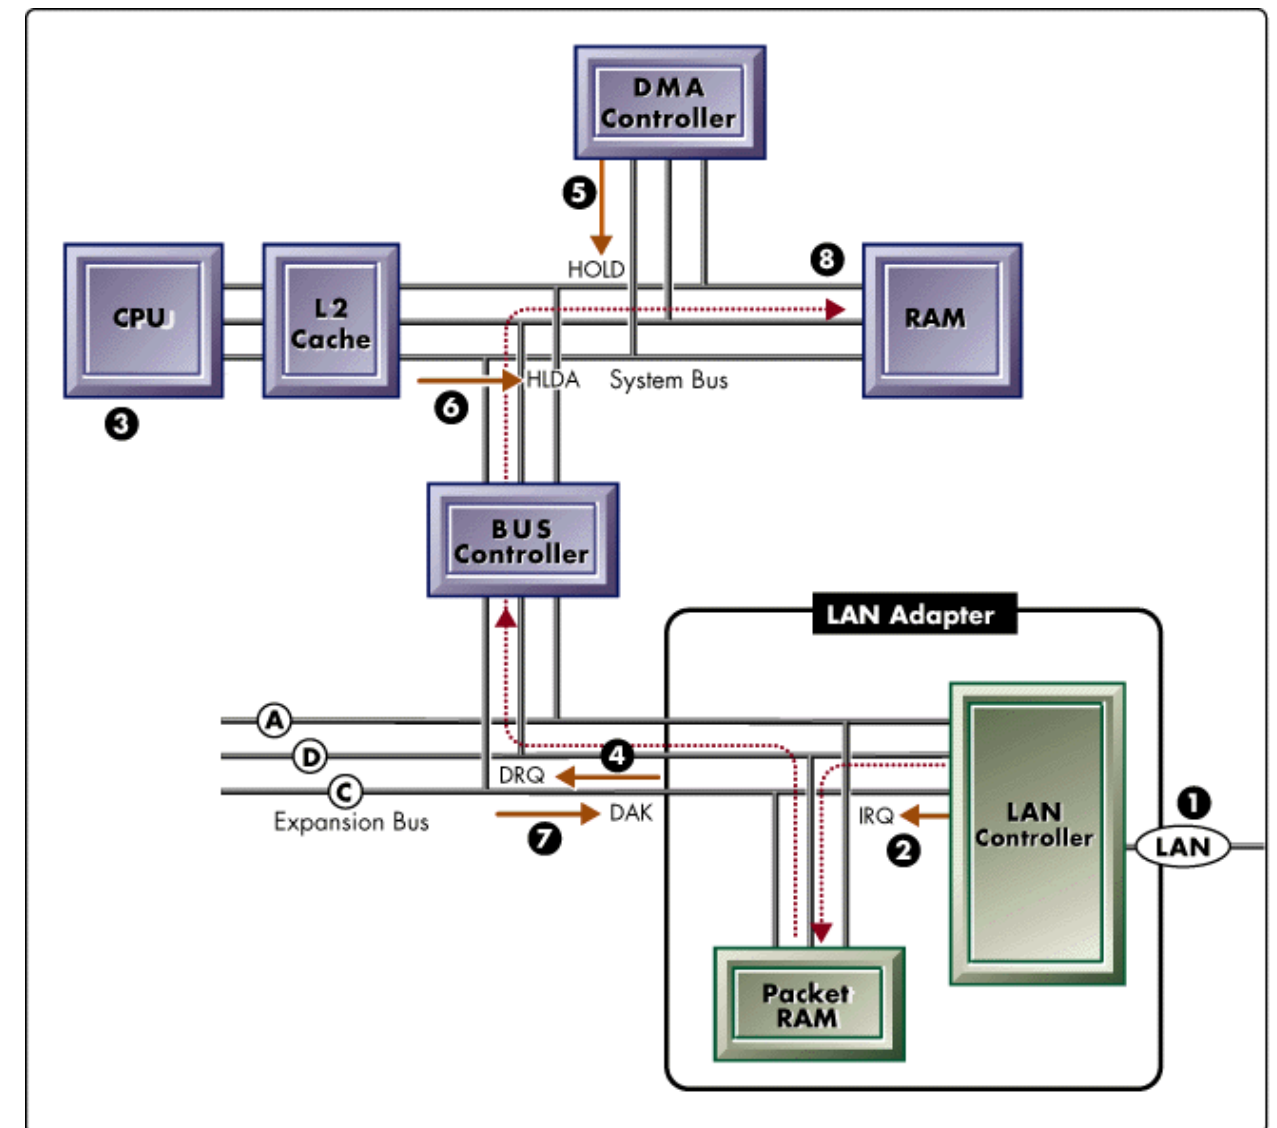 DMA
Controller
5
HOLD
8
CPU
L2
Cache
RAM
HLDA
System Bus
6
3
BUS
Controller
LAN Adapter
A
D
4
DRQ
C
Expansion Bus
7
DAK
IRQ
2
LAN
Controller
1
LAN
Packet
RAM